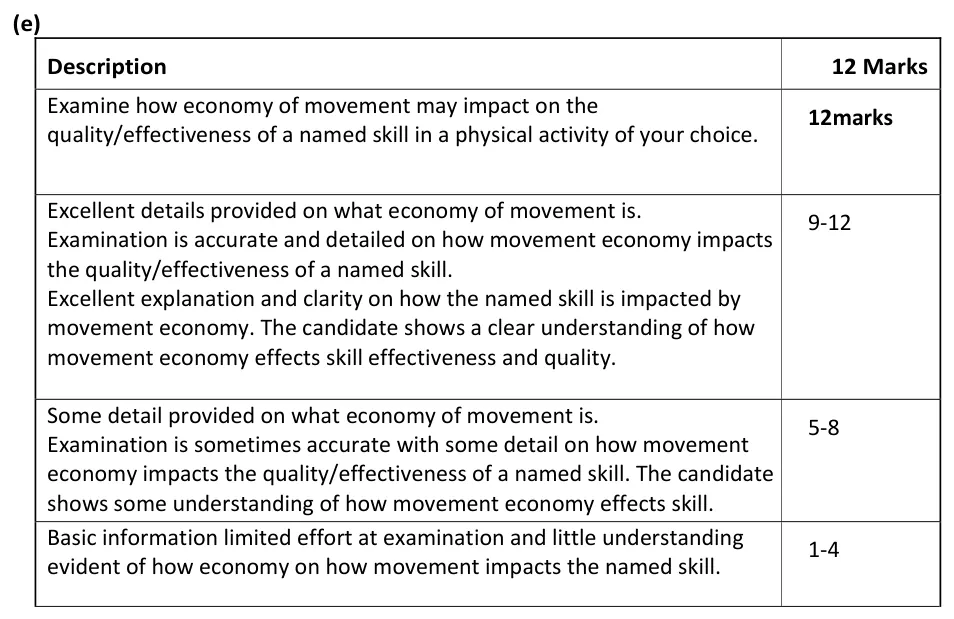 (e)
Description 12 Marks
Examine how economy of movement may impact on the
quality/effectiveness of a named skill in a physical activity of your choice.
12marks
Excellent details provided on what economy of movement is.
Examination is accurate and detailed on how movement economy impacts
the quality/effectiveness of a named skill.
Excellent explanation and clarity on how the named skill is impacted by
movement economy. The candidate shows a clear understanding of how
movement economy effects skill effectiveness and quality.
9-12
Some detail provided on what economy of movement is.
Examination is sometimes accurate with some detail on how movement
economy impacts the quality/effectiveness of a named skill. The candidate
shows some understanding of how movement economy effects skill.
5-8
Basic information limited effort at examination and little understanding
evident of how economy on how movement impacts the named skill.
1-4